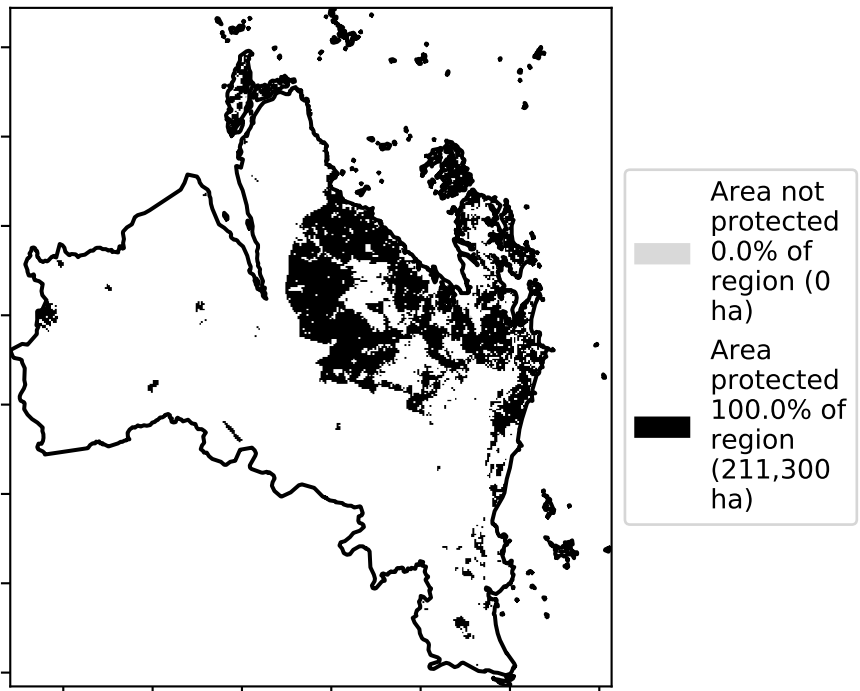 Area not
protected
0.0% of
region (0
ha)
Area
protected
100.0% of
region
(211,300
ha)